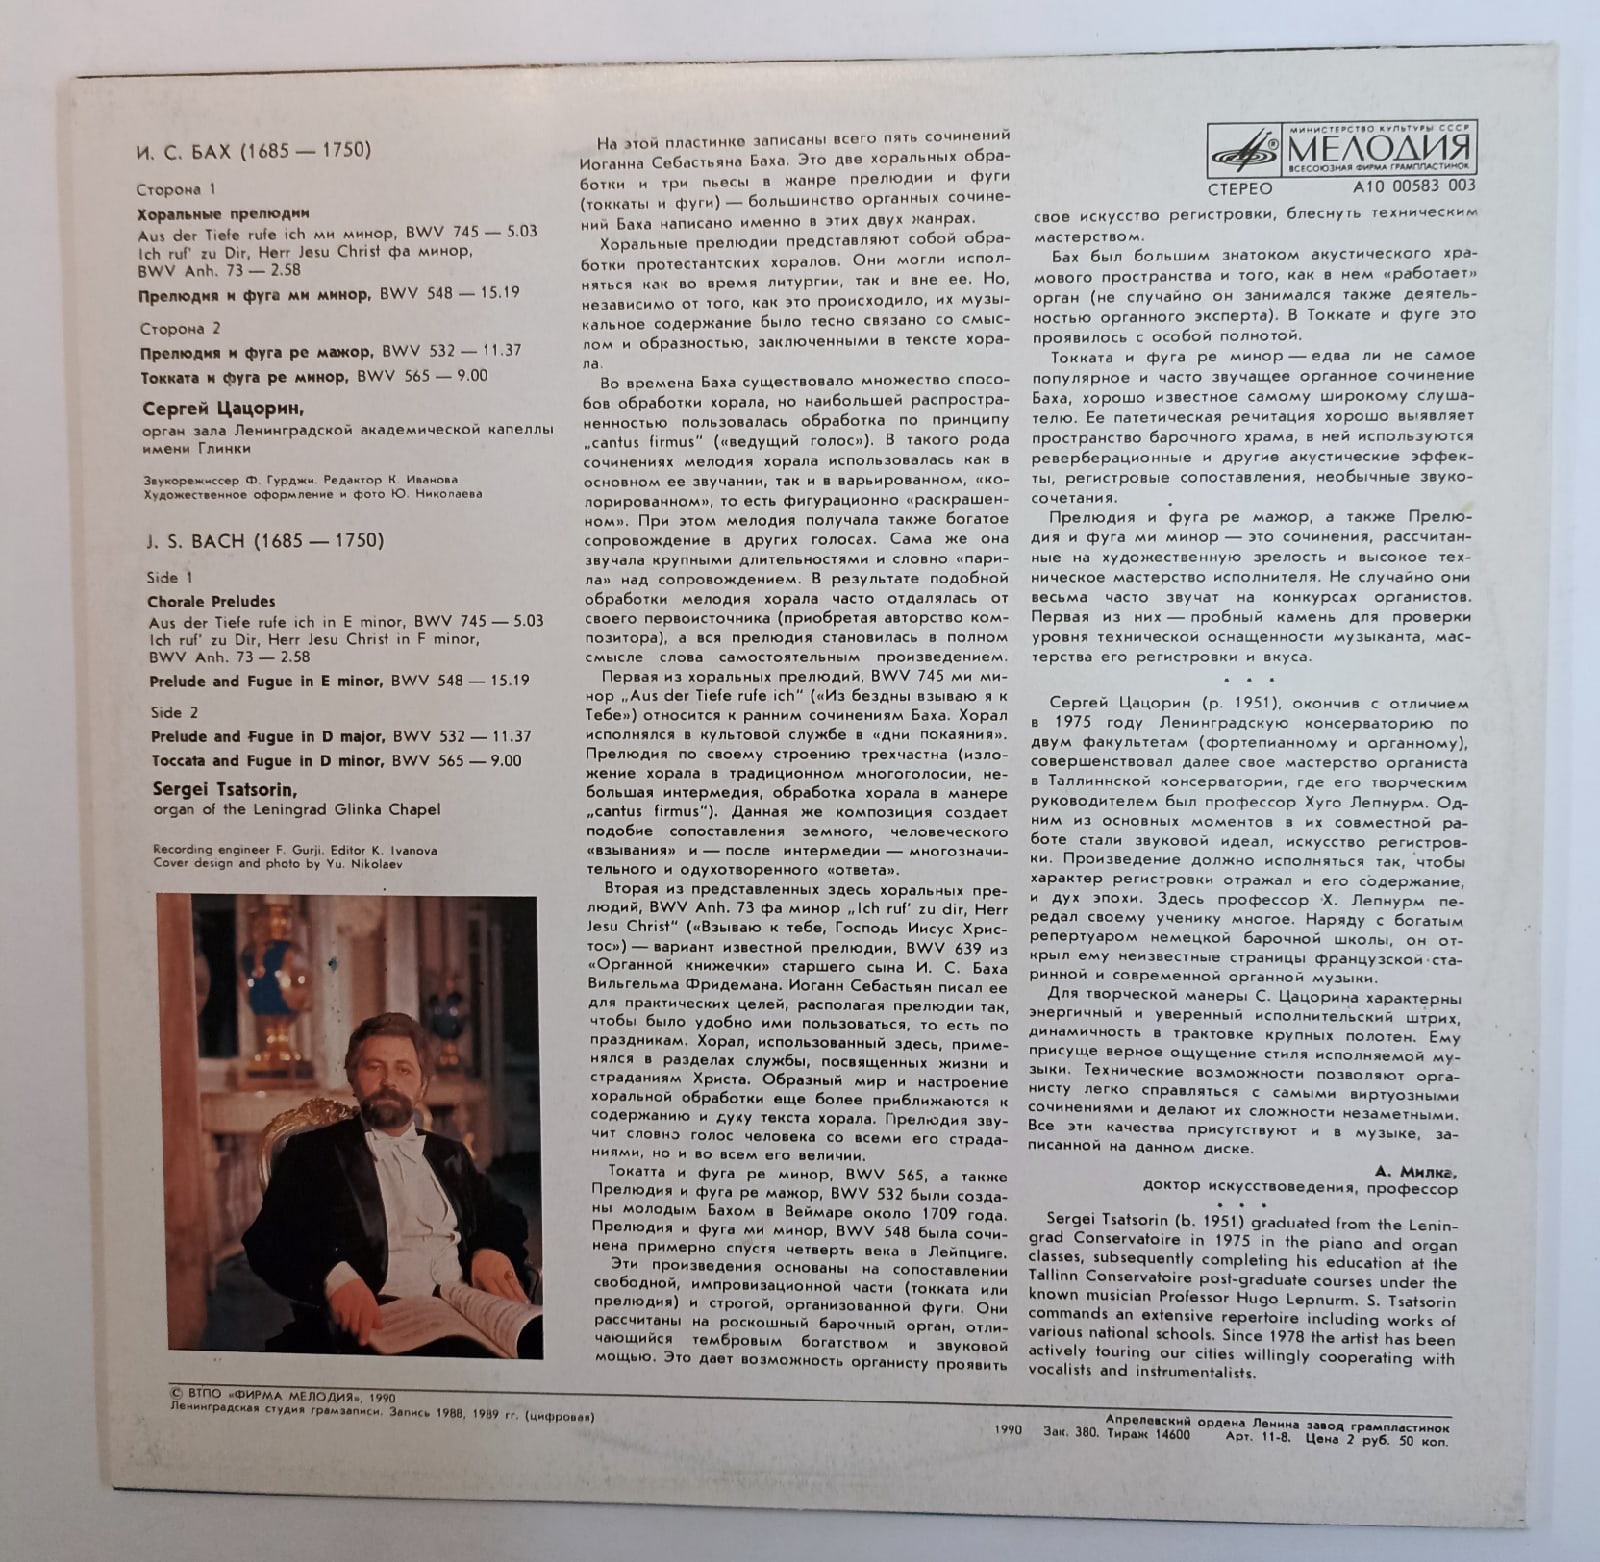 И. С. БАХ (1685 — 1750)
Сторона 1
Хоральные прелюдии
Aus der Tiefe rufe ich ми минор, BWV 745 — 5.03
Ich ruf' zu Dir, Herr Jesu Christ фа минор,
BWV Anh. 73 — 2.58
Прелюдия и фуга ми минор, BWV 548 — 15.19
Сторона 2
Прелюдия и фуга ре мажор, BWV 532 — 11.37
Токката и фуга ре минор, BWV 565 — 9.00
Сергей Цацорин,
орган зала Ленинградской академической капеллы
имени Глинки
Звукорежиссер Ф. Гурджи. Редактор К. Иванова
Художественное оформление и фото Ю. Николаева
J. S. BACH (1685 — 1750)
Side 1
Chorale Preludes
Aus der Tiefe rufe ich in E minor, BWV 745 — 5.03
Ich ruf' zu Dir, Herr Jesu Christ in F minor,
BWV Anh. 73 — 2.58
Prelude and Fugue in E minor, BWV 548 — 15.19
Side 2
Prelude and Fugue in D major, BWV 532 — 11.37
Toccata and Fugue in D minor, BWV 565 — 9.00
Sergei Tsatsorin,
organ of the Leningrad Glinka Chapel
Recording engineer F. Gurji. Editor K. Ivanova
Cover design and photo by Yu. Nikolaev
На этой пластинке записаны всего пять сочинений
Иоганна Себастьяна Баха. Это две хоральных обра-
ботки и три пьесы в жанре прелюдии и фуги
(токкаты и фуги) — большинство органных сочине-
ний Баха написано именно в этих двух жанрах.
Хоральные прелюдии представляют собой обра-
ботки протестантских хоралов. Они могли испол-
няться как во время литургии, так и вне ее. Но,
независимо от того, как это происходило, их музы-
кальное содержание было тесно связано со смыс-
лом и образностью, заключенными в тексте хора-
ла.
Во времена Баха существовало множество спосо-
бов обработки хорала, но наибольшей распростра-
ненностью пользовалась обработка по принципу
„cantus firmus“ («ведущий голос»). В такого рода
сочинениях мелодия хорала использовалась как в
основном ее звучании, так и в варьированном, «ко-
лорированном», то есть фигурационно «раскрашен-
ном». При этом мелодия получала также богатое
сопровождение в других голосах. Сама же она
звучала крупными длительностями и словно «пари-
ла» над сопровождением. В результате подобной
обработки мелодия хорала часто отдалялась от
своего первоисточника (приобретая авторство ком-
позитора), а вся прелюдия становилась в полном
смысле слова самостоятельным произведением.
Первая из хоральных прелюдий, BWV 745 ми ми-
нор „Aus der Tiefe rufe ich“ («Из бездны взываю я к
Тебе») относится к ранним сочинениям Баха. Хорал
исполнялся в культовой службе в «дни покаяния».
Прелюдия по своему строению трехчастна (изло-
жение хорала в традиционном многоголосии, не-
большая интермедия, обработка хорала в манере
„cantus firmus“). Данная же композиция создает
подобие сопоставления земного, человеческого
«взывания» и — после интермедии — многозначи-
тельного и одухотворенного «ответа».
Вторая из представленных здесь хоральных пре-
людий, BWV Anh. 73 фа минор „Ich ruf' zu dir, Herr
Jesu Christ“ («Взываю к тебе, Господь Иисус Хрис-
тос») — вариант известной прелюдии, BWV 639 из
«Органной книжечки» старшего сына И. С. Баха
Вильгельма Фридемана. Иоганн Себастьян писал ее
для практических целей, располагая прелюдии так,
чтобы было удобно ими пользоваться, то есть по
праздникам. Хорал, использованный здесь, приме-
нялся в разделах службы, посвященных жизни и
страданиям Христа. Образный мир и настроение
хоральной обработки еще более приближаются к
содержанию и духу текста хорала. Прелюдия зву-
чит словно голос человека со всеми его страда-
ниями, но и во всем его величии.
Токатта и фуга ре минор, BWV 565, а также
Прелюдия и фуга ре мажор, BWV 532 были созда-
ны молодым Бахом в Веймаре около 1709 года.
Прелюдия и фуга ми минор, BWV 548 была сочи-
нена примерно спустя четверть века в Лейпциге.
Эти произведения основаны на сопоставлении
свободной, импровизационной части (токката или
прелюдия) и строгой, организованной фуги. Они
рассчитаны на роскошный барочный орган, отли-
чающийся тембровым богатством и звуковой
мощью. Это дает возможность органисту проявить
МИНИСТЕРСТВО КУЛЬТУРЫ СССР
МЕЛОДИЯ
ВСЕСОЮЗНАЯ ФИРМА ГРАМПЛАСТИНОК
СТЕРЕО А10 00583 003
свое искусство регистровки, блеснуть техническим
мастерством.
Бах был большим знатоком акустического хра-
мового пространства и того, как в нем «работает»
орган (не случайно он занимался также деятель-
ностью органного эксперта). В Токкате и фуге это
проявилось с особой полнотой.
Токката и фуга ре минор — едва ли не самое
популярное и часто звучащее органное сочинение
Баха, хорошо известное самому широкому слуша-
телю. Ее патетическая речитация хорошо выявляет
пространство барочного храма, в ней используются
реверберационные и другие акустические эффек-
ты, регистровые сопоставления, необычные звуко-
сочетания.
Прелюдия и фуга ре мажор, а также Прелю-
дия и фуга ми минор — это сочинения, рассчитан-
ные на художественную зрелость и высокое тех-
ническое мастерство исполнителя. Не случайно они
весьма часто звучат на конкурсах органистов.
Первая из них — пробный камень для проверки
уровня технической оснащенности музыканта, мас-
терства его регистровки и вкуса.
• • •
Сергей Цацорин (р. 1951), окончив с отличием
в 1975 году Ленинградскую консерваторию по
двум факультетам (фортепианному и органному),
совершенствовал далее свое мастерство органиста
в Таллиннской консерватории, где его творческим
руководителем был профессор Хуго Лепнурм. Од-
ним из основных моментов в их совместной ра-
боте стали звуковой идеал, искусство регистров-
ки. Произведение должно исполняться так, чтобы
характер регистровки отражал и его содержание,
и дух эпохи. Здесь профессор Х. Лепнурм пе-
редал своему ученику многое. Наряду с богатым
репертуаром немецкой барочной школы, он от-
крыл ему неизвестные страницы французской ста-
ринной и современной органной музыки.
Для творческой манеры С. Цацорина характерны
энергичный и уверенный исполнительский штрих,
динамичность в трактовке крупных полотен. Ему
присуще верное ощущение стиля исполняемой му-
зыки. Технические возможности позволяют орга-
нисту легко справляться с самыми виртуозными
сочинениями и делают их сложности незаметными.
Все эти качества присутствуют и в музыке, за-
писанной на данном диске.
А. Милка,
доктор искусствоведения, профессор
• • •
Sergei Tsatsorin (b. 1951) graduated from the Lenin-
grad Conservatoire in 1975 in the piano and organ
classes, subsequently completing his education at the
Tallinn Conservatoire post-graduate courses under the
known musician Professor Hugo Lepnurm. S. Tsatsorin
commands an extensive repertoire including works of
various national schools. Since 1978 the artist has been
actively touring our cities willingly cooperating with
vocalists and instrumentalists.
© ВТПО «ФИРМА МЕЛОДИЯ», 1990
Ленинградская студия грамзаписи. Запись 1988, 1989 гг. (цифровая)
Апрелевский ордена Ленина завод грампластинок
1990 Зак. 380. Тираж 14600 Арт. 11-8. Цена 2 руб. 50 коп.